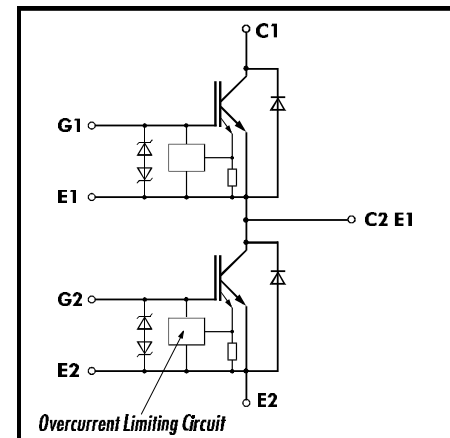 C1
G1
E1
C2 E1
G2
E2
E2
Overcurrent Limiting Circuit